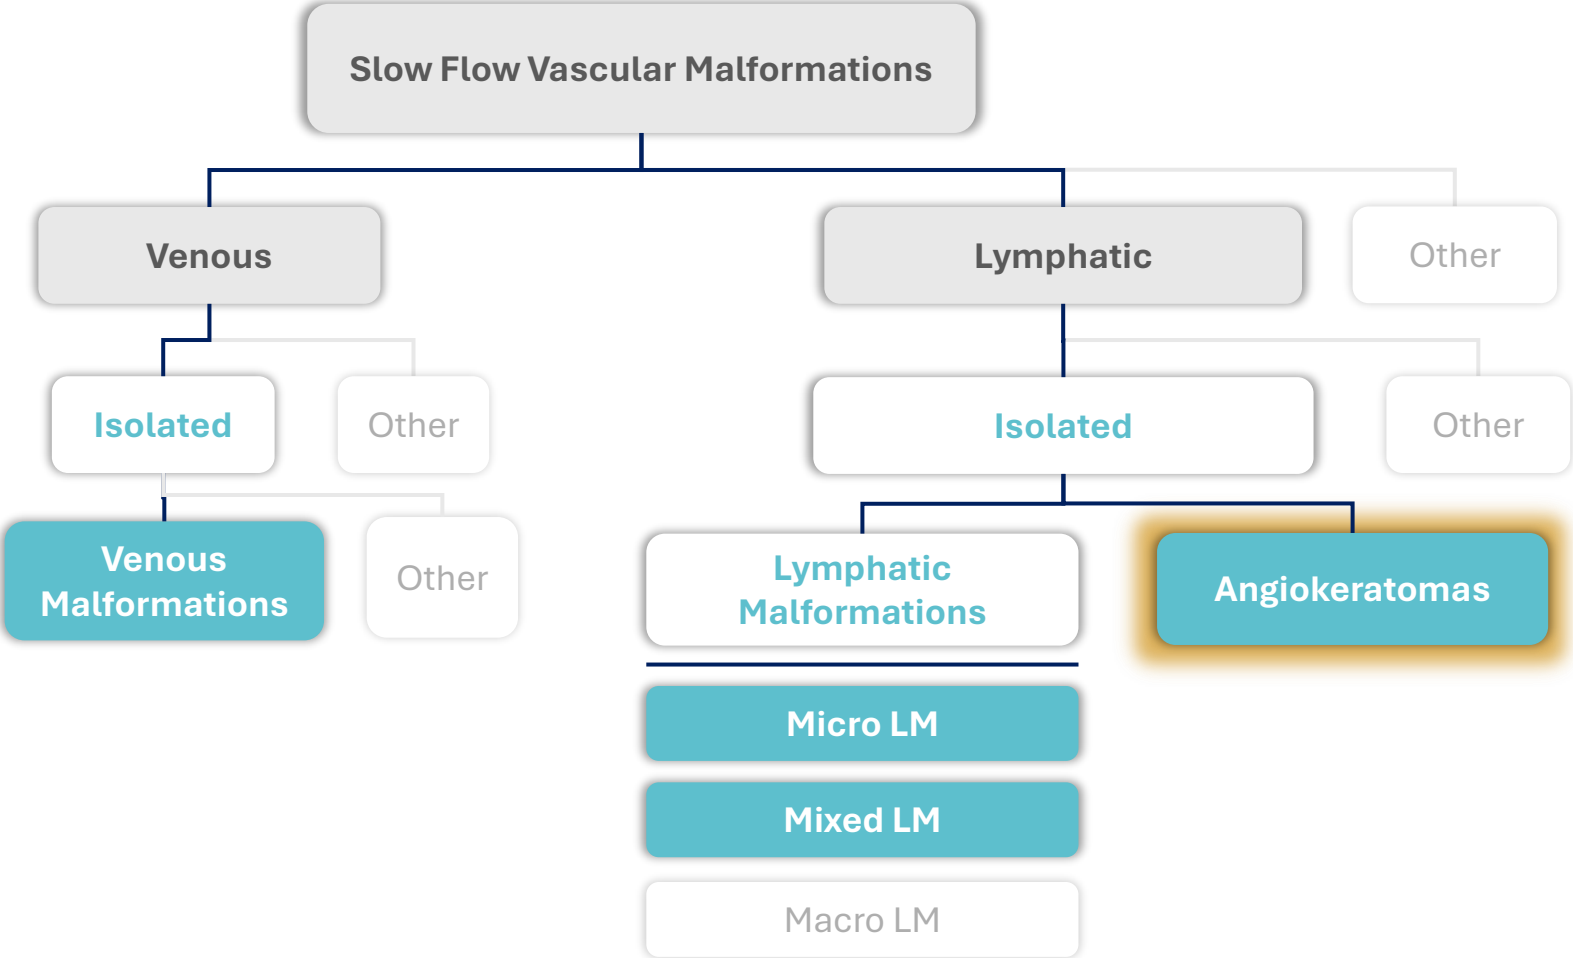 Slow Flow Vascular Malformations
Venous
Lymphatic
Other
Isolated
Other
Isolated
Other
Venous
Malformations
Other
Lymphatic
Malformations
Angiokeratomas
Micro LM
Mixed LM
Macro LM